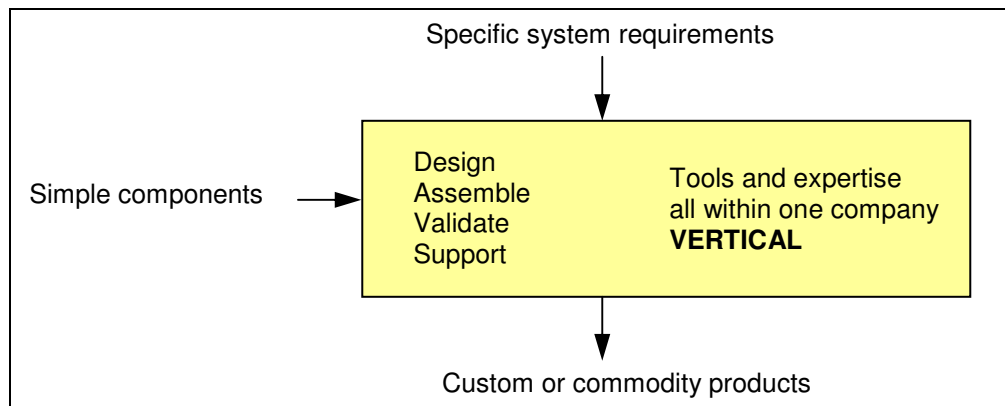 Specific system requirements
Simple components
Design
Assemble
Validate
Support
Tools and expertise
all within one company
VERTICAL
Custom or commodity products